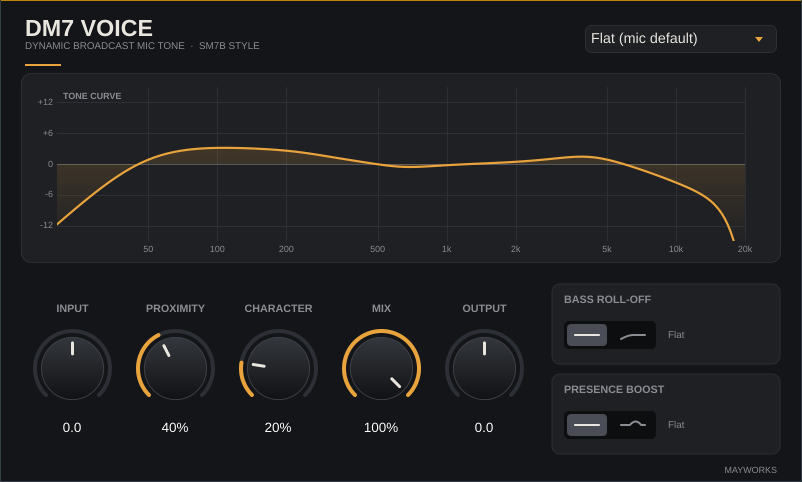 DM7 VOICE
DYNAMIC BROADCAST MIC TONE · SM7B STYLE
Flat (mic default)
TONE CURVE
+12
+6
0
-6
-12
50 100 200 500 1k 2k 5k 10k 20k
INPUT PROXIMITY CHARACTER MIX OUTPUT
0.0 40% 20% 100% 0.0
BASS ROLL-OFF
Flat
PRESENCE BOOST
Flat
MAYWORKS